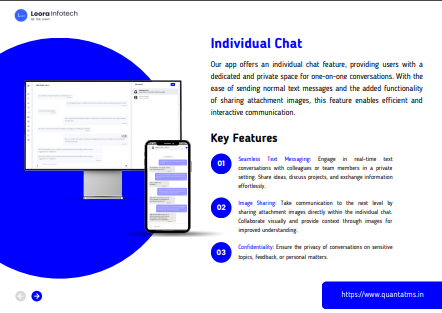 Leora Infotech
Individual Chat
Our app offers an individual chat feature, providing users with a
dedicated and private space for one-on-one conversations. With the
ease of sending normal text messages and the added functionality
of sharing attachment images, this feature enables efficient and
interactive communication.
Key Features
01
Seamless Text Messaging: Engage in real-time text
conversations with colleagues or team members in a private
setting. Share ideas, discuss projects, and exchange information
effortlessly.
02
Image Sharing: Take communication to the next level by
sharing attachment images directly within the individual chat.
Collaborate visually and provide context through images for
improved understanding.
03
Confidentiality: Ensure the privacy of conversations on sensitive
topics, feedback, or personal matters.
https://www.quantatms.in